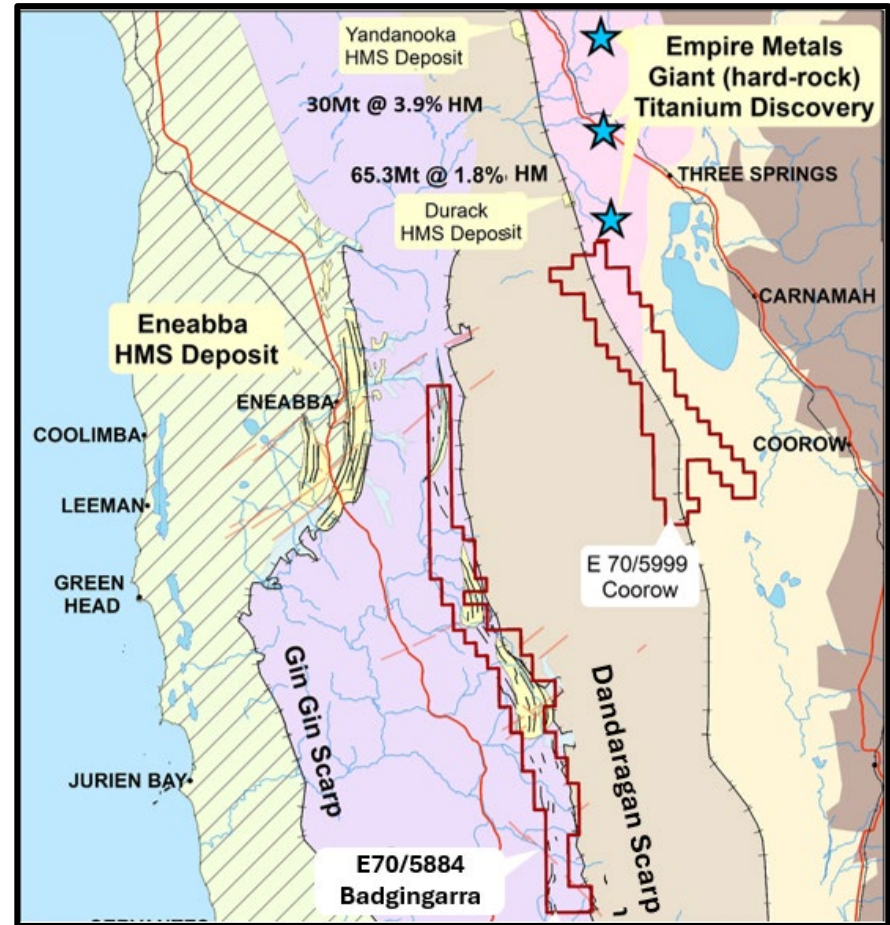 Yandanooka
HMS Deposit
Empire Metals
Giant (hard-rock)
Titanium Discovery
30Mt @ 3.9% HM
65.3Mt @ 1.8% HM
THREE SPRINGS
Durack
HMS Deposit
CARNAMAH
Eneabba
HMS Deposit
ENEABBA
COOLIMBA
COOROW
LEEMAN
E 70/5999
Coorow
GREEN
HEAD
Gin Gin Scarp
Dandaragan Scarp
JURIEN BAY
E70/5884
Badgingarra